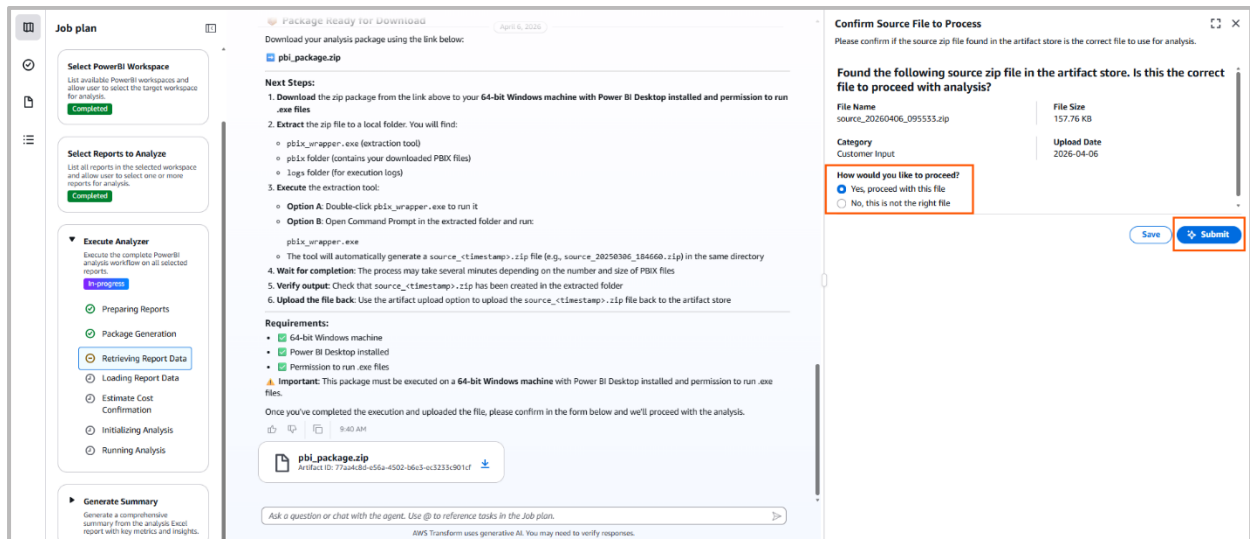 Job plan
Select PowerBI Workspace
List available PowerBI workspaces and
allow user to select the target workspace
for analysis.
Completed
Select Reports to Analyze
List all reports in the selected workspace
and allow user to select one or more
reports for analysis.
Completed
Execute Analyzer
Execute the complete PowerBI
analysis workflow on all selected
reports.
In-progress
Preparing Reports
Package Generation
Retrieving Report Data
Loading Report Data
Estimate Cost
Confirmation
Initializing Analysis
Running Analysis
Generate Summary
Generate a comprehensive
summary from the analysis Excel
report with key metrics and insights.
Package Ready for Download
April 6, 2026
Download your analysis package using the link below:
pbi_package.zip
Next Steps:
1. Download the zip package from the link above to your 64-bit Windows machine with Power BI Desktop installed and permission to run
.exe files
2. Extract the zip file to a local folder. You will find:
pbix_wrapper.exe (extraction tool)
pbix folder (contains your downloaded PBIX files)
logs folder (for execution logs)
3. Execute the extraction tool:
Option A: Double-click pbix_wrapper.exe to run it
Option B: Open Command Prompt in the extracted folder and run:
pbix_wrapper.exe
The tool will automatically generate a source_<timestamp>.zip file (e.g., source_20250306_184660.zip) in the same directory
4. Wait for completion: The process may take several minutes depending on the number and size of PBIX files
5. Verify output: Check that source_<timestamp>.zip has been created in the extracted folder
6. Upload the file back: Use the artifact upload option to upload the source_<timestamp>.zip file back to the artifact store
Requirements:
64-bit Windows machine
Power BI Desktop installed
Permission to run .exe files
Important: This package must be executed on a 64-bit Windows machine with Power BI Desktop installed and permission to run .exe
files.
Once you've completed the execution and uploaded the file, please confirm in the form below and we'll proceed with the analysis.
9:40 AM
pbi_package.zip
Artifact ID: 77aa4c8d-e56a-4502-b6e3-ec3233c901cf
Ask a question or chat with the agent. Use @ to reference tasks in the Job plan.
AWS Transform uses generative AI. You may need to verify responses.
Confirm Source File to Process
Please confirm if the source zip file found in the artifact store is the correct file to use for analysis.
Found the following source zip file in the artifact store. Is this the correct
file to proceed with analysis?
File Name
source_20260406_095533.zip
File Size
157.76 KB
Category
Customer Input
Upload Date
2026-04-06
How would you like to proceed?
Yes, proceed with this file
No, this is not the right file
Save
Submit